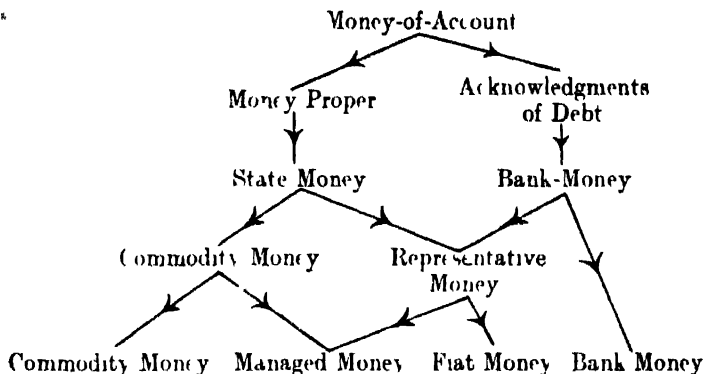 Money-of-Account
Money Proper
Acknowledgments
of Debt
State Money
Bank-Money
Commodity Money
Representative
Money
Commodity Money Managed Money Fiat Money Bank Money